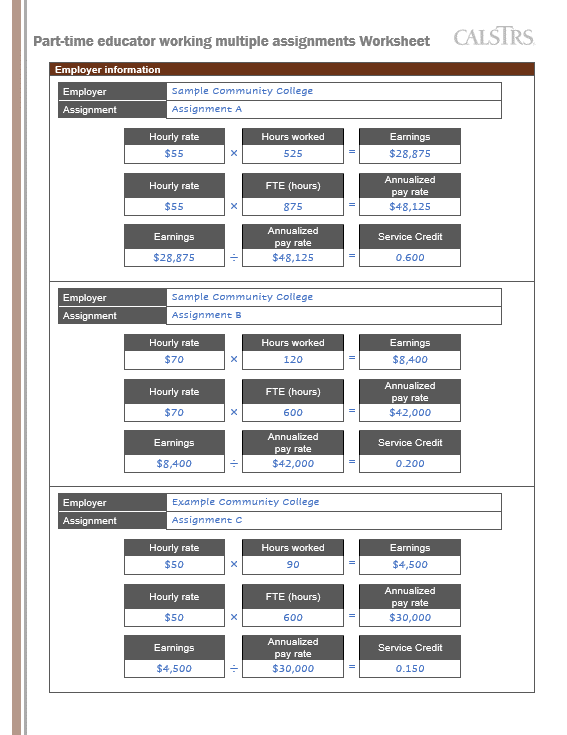 Part-time educator working multiple assignments Worksheet CALSTRS
Employer information
Employer Sample Community College
Assignment Assignment A
Hourly rate Hours worked Earnings
$55 × 525 = $28,875
Hourly rate FTE (hours) Annualized pay rate
$55 × 875 = $48,125
Earnings Annualized pay rate Service Credit
$28,875 ÷ $48,125 = 0.600
Employer Sample Community College
Assignment Assignment B
Hourly rate Hours worked Earnings
$70 × 120 = $8,400
Hourly rate FTE (hours) Annualized pay rate
$70 × 600 = $42,000
Earnings Annualized pay rate Service Credit
$8,400 ÷ $42,000 = 0.200
Employer Example Community College
Assignment Assignment C
Hourly rate Hours worked Earnings
$50 × 90 = $4,500
Hourly rate FTE (hours) Annualized pay rate
$50 × 600 = $30,000
Earnings Annualized pay rate Service Credit
$4,500 ÷ $30,000 = 0.150